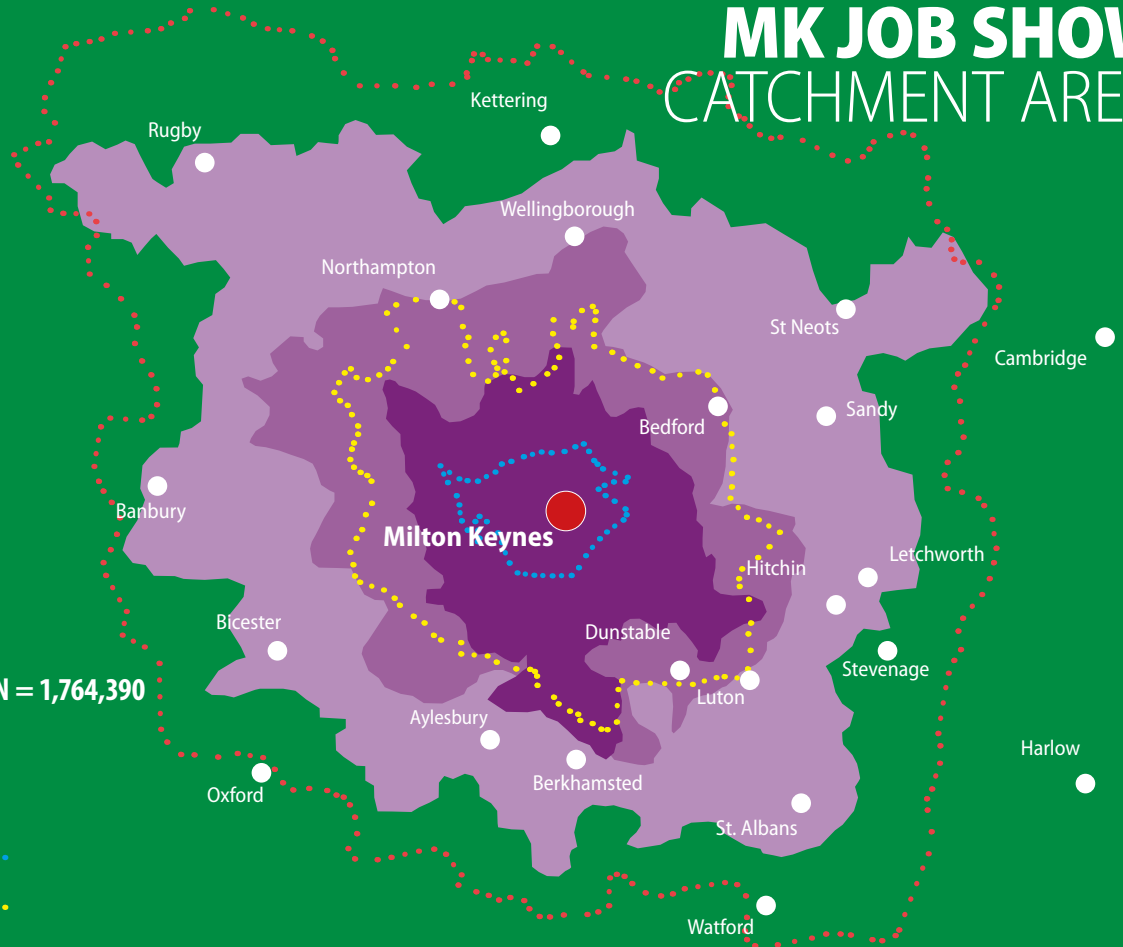 MK JOB SHOW
CATCHMENT ARE
Kettering
Rugby
Wellingborough
Northampton
St Neots
Cambridge
Sandy
Bedford
Banbury
Milton Keynes
Letchworth
Hitchin
Bicester
Dunstable
Stevenage
N = 1,764,390
Luton
Aylesbury
Harlow
Berkhamsted
Oxford
St. Albans
Watford